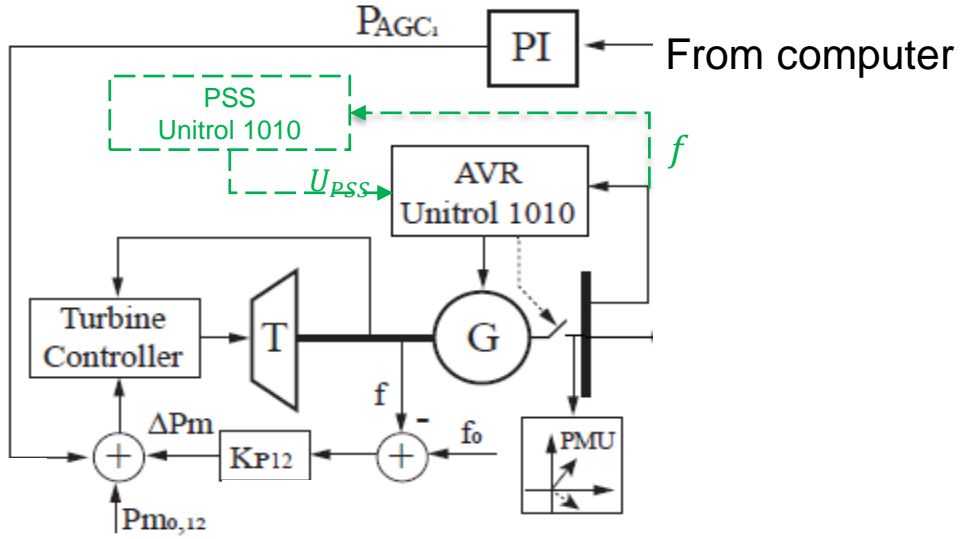 PAGC₁
PI
From computer
PSS
Unitrol 1010
f
UPSS
AVR
Unitrol 1010
Turbine
Controller
T
G
f
-
ΔPm
KP12
f₀
+
+
PMU
Pm₀,₁₂